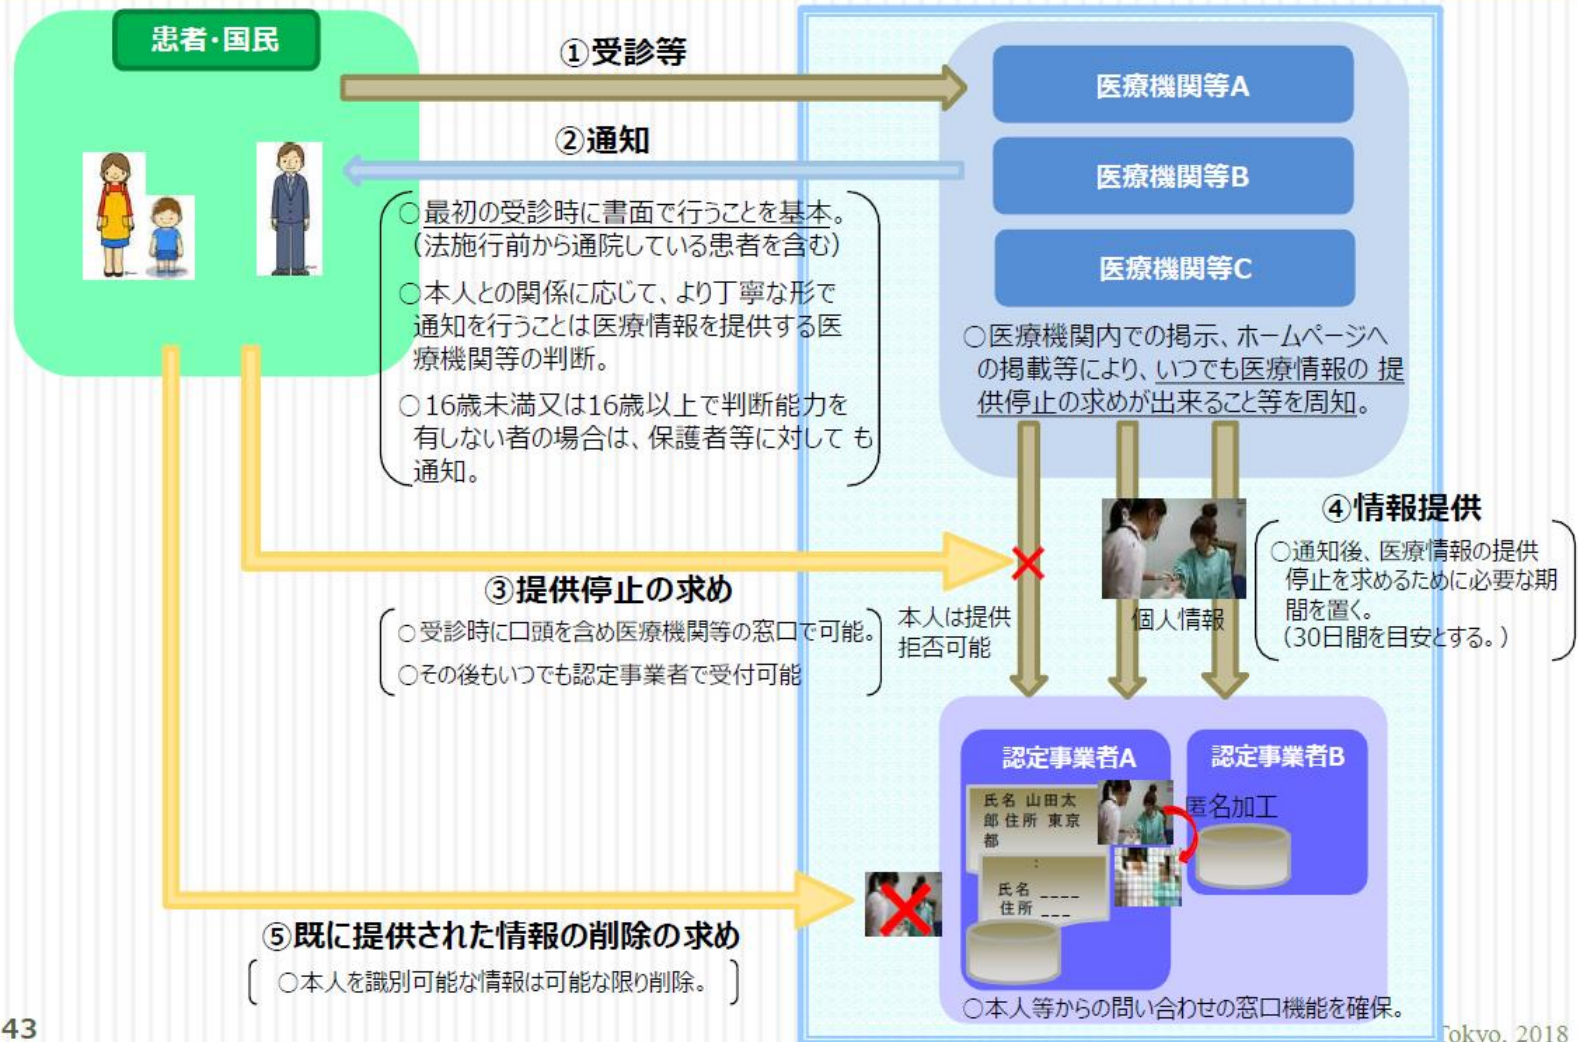 患者・国民
①受診等
②通知
○最初の受診時に書面で行うことを基本。
(法施行前から通院している患者を含む)
○本人との関係に応じて、より丁寧な形で
通知を行うことは医療情報を提供する医
療機関等の判断。
○16歳未満又は16歳以上で判断能力を
有しない者の場合は、保護者等に対して も
通知。
医療機関等A
医療機関等B
医療機関等C
○医療機関内での掲示、ホームページへ
の掲載等により、いつでも医療情報の 提
供停止の求めが出来ること等を周知。
③提供停止の求め
○受診時に口頭を含め医療機関等の窓口で可能。
○その後もいつでも認定事業者で受付可能
本人は提供
拒否可能
個人情報
④情報提供
○通知後、医療情報の提供
停止を求めるために必要な期
間を置く。
(30日間を目安とする。)
認定事業者A
氏名 山田太
郎 住所 東京
都
:
氏名 ____
住所 ___
認定事業者B
匿名加工
⑤既に提供された情報の削除の求め
○本人を識別可能な情報は可能な限り削除。
○本人等からの問い合わせの窓口機能を確保。
43
Tokyo, 2018